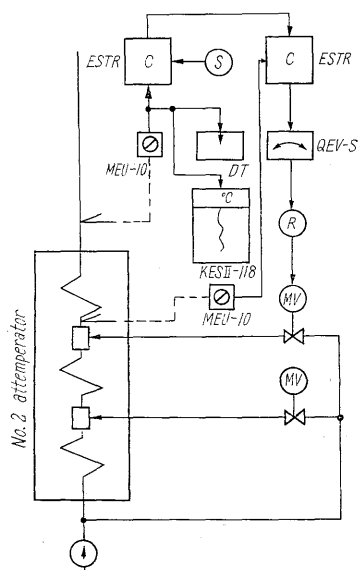 ESTR
C
S
C
ESTR
MEU-10
DT
QEV-S
°C
KESII-118
R
MEU-10
MV
MV
No. 2 attemperator